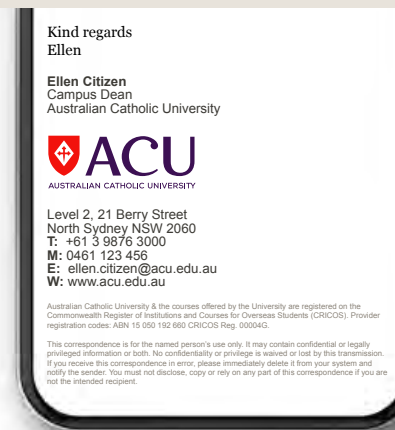 Kind regards
Ellen
Ellen Citizen
Campus Dean
Australian Catholic University
ACU
AUSTRALIAN CATHOLIC UNIVERSITY
Level 2, 21 Berry Street
North Sydney NSW 2060
T: +61 3 9876 3000
M: 0461 123 456
E: ellen.citizen@acu.edu.au
W: www.acu.edu.au
Australian Catholic University & the courses offered by the University are registered on the
Commonwealth Register of Institutions and Courses for Overseas Students (CRICOS). Provider
registration codes: ABN 15 050 192 660 CRICOS Reg. 00004G.
This correspondence is for the named person's use only. It may contain confidential or legally
privileged information or both. No confidentiality or privilege is waived or lost by this transmission.
If you receive this correspondence in error, please immediately delete it from your system and
notify the sender. You must not disclose, copy or rely on any part of this correspondence if you are
not the intended recipient.